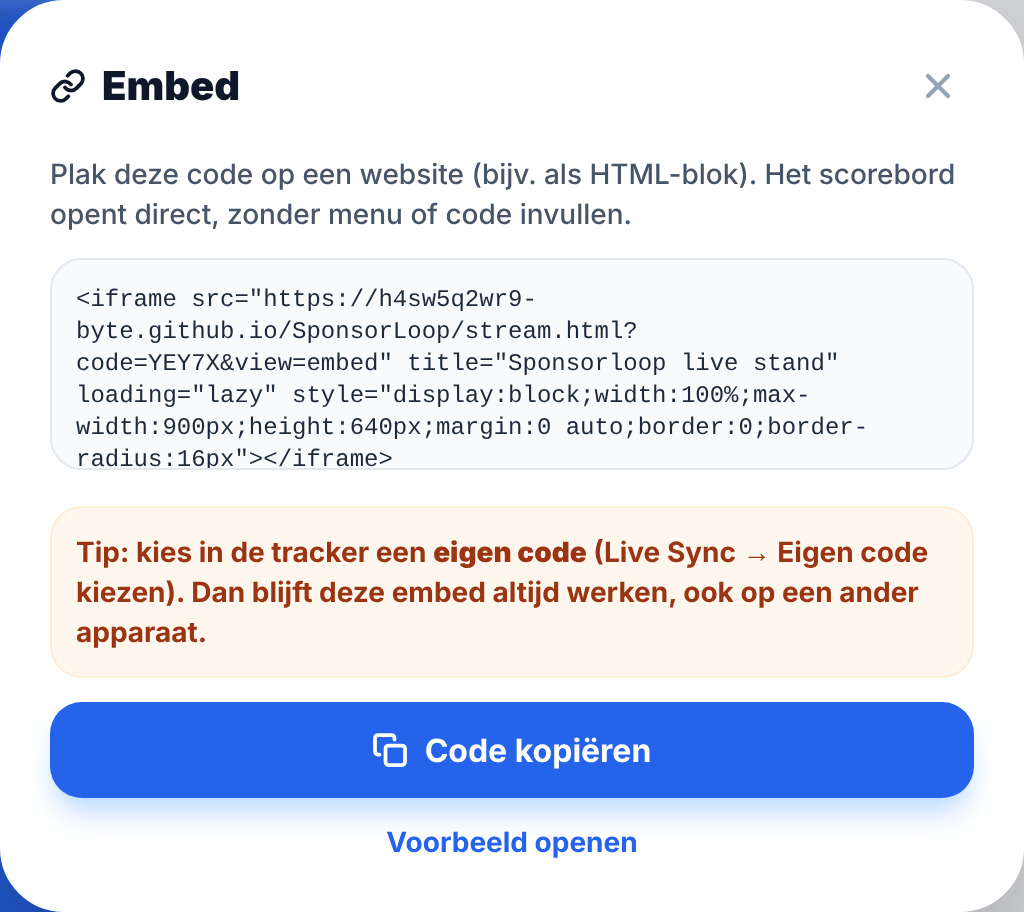 Embed
Plak deze code op een website (bijv. als HTML-blok). Het scorebord
opent direct, zonder menu of code invullen.
<iframe src="https://h4sw5q2wr9-
byte.github.io/SponsorLoop/stream.html?
code=YEY7X&view=embed" title="Sponsorloop live stand"
loading="lazy" style="display:block;width:100%;max-
width:900px;height:640px;margin:0 auto;border:0;border-
radius:16px"></iframe>
Tip: kies in de tracker een eigen code (Live Sync → Eigen code
kiezen). Dan blijft deze embed altijd werken, ook op een ander
apparaat.
Code kopiëren
Voorbeeld openen